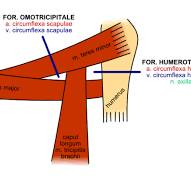 FOR. OMOTRICIPITALE
a. circumflexa scapulae
v. circumflexa scapulae
m. teres minor
FOR. HUMEROT
a. circumflexa h
v. circumflexa h
n. axilla
s major
humerus
caput
longum
m. tricipitis
brachii